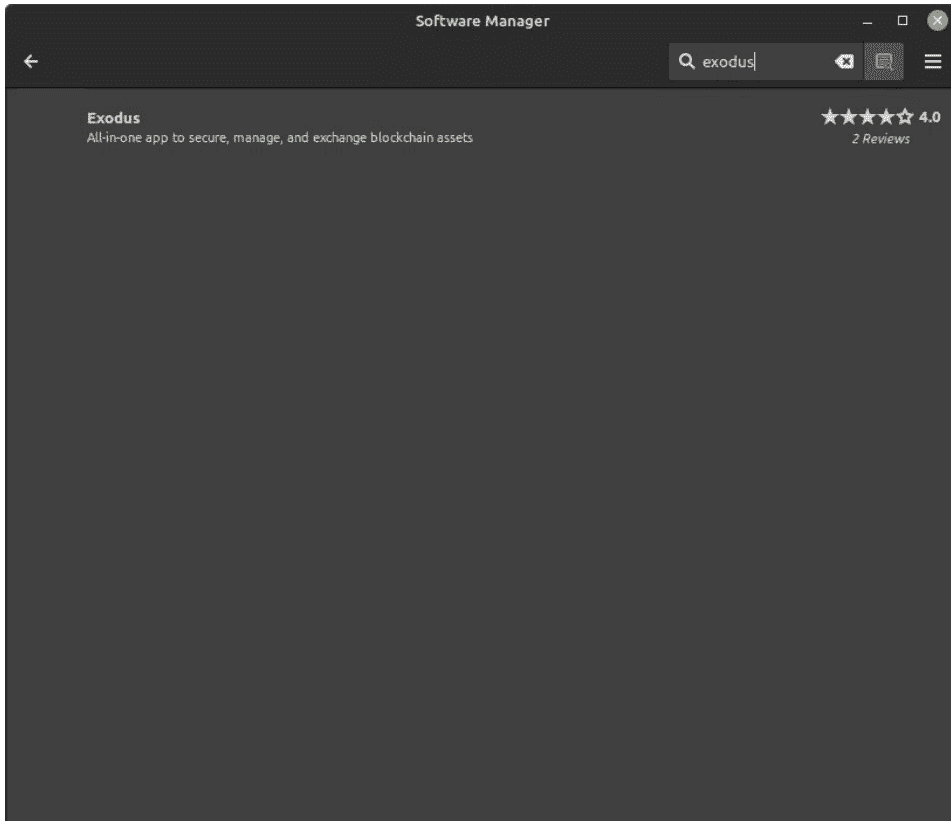 Software Manager
exodus
Exodus
All-in-one app to secure, manage, and exchange blockchain assets
4.0
2 Reviews